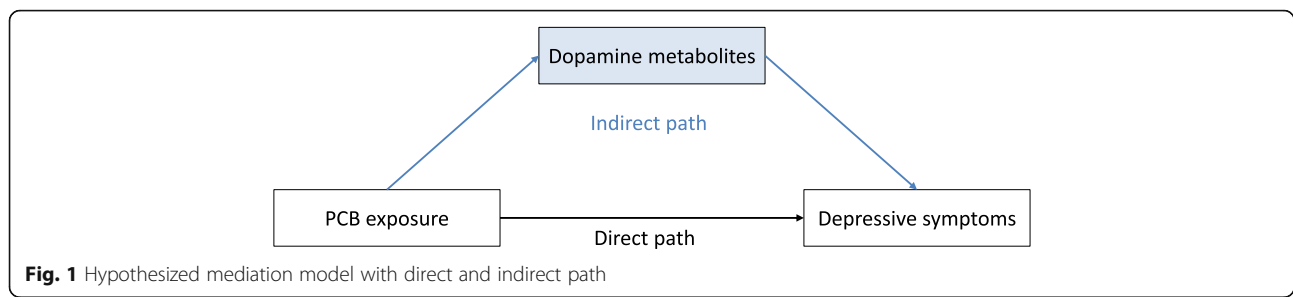 Dopamine metabolites
Indirect path
PCB exposure
Depressive symptoms
Direct path
Fig. 1 Hypothesized mediation model with direct and indirect path